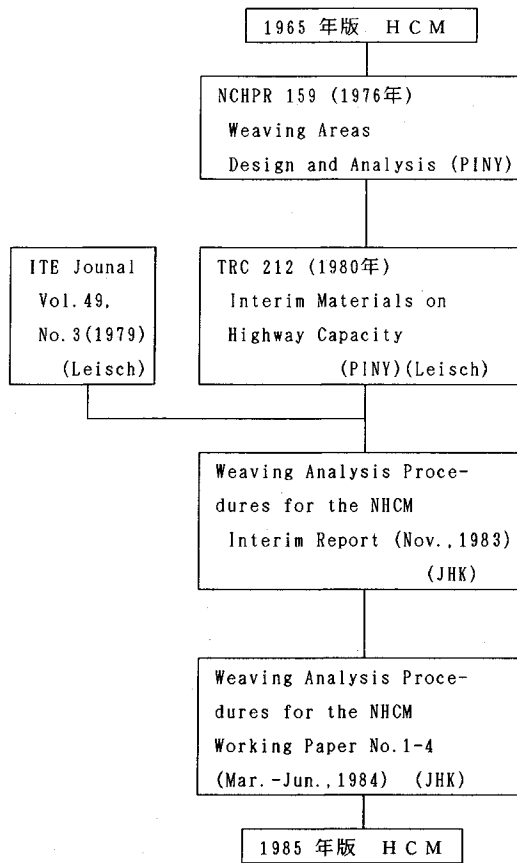 1965 年版 ＨＣＭ
NCHPR 159 (1976年)
Weaving Areas
Design and Analysis (PINY)
ITE Jounal
Vol.49,
No.3(1979)
(Leisch)
TRC 212 (1980年)
Interim Materials on
Highway Capacity
(PINY)(Leisch)
Weaving Analysis Proce-
dures for the NHCM
Interim Report (Nov.,1983)
(JHK)
Weaving Analysis Proce-
dures for the NHCM
Working Paper No.1-4
(Mar.-Jun.,1984) (JHK)
1985 年版 ＨＣＭ